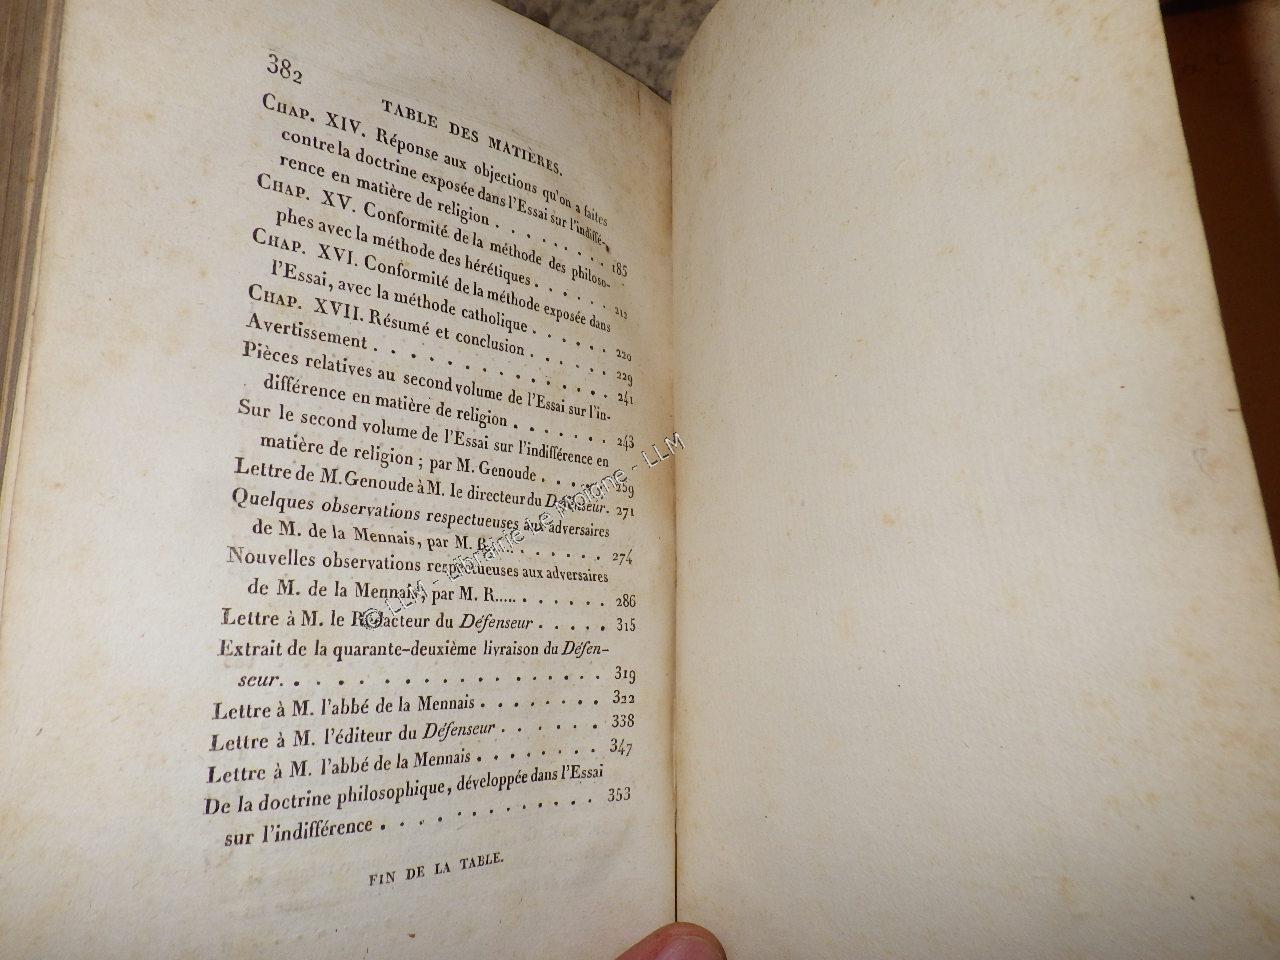 382
TABLE DES MATIÈRES.
CHAP. XIV. Réponse aux objections qu'on a faites
contre la doctrine exposée dans l'Essai sur l'indiffé-
rence en matière de religion . . . . . . . . 185
CHAP. XV. Conformité de la méthode des philoso-
phes avec la méthode des hérétiques . . . . . . 212
CHAP. XVI. Conformité de la méthode exposée dans
l'Essai, avec la méthode catholique . . . . . 220
CHAP. XVII. Résumé et conclusion . . . . . . 229
Avertissement . . . . . . . . . . . . . 241
Pièces relatives au second volume de l'Essai sur l'in-
différence en matière de religion . . . . . . . 243
Sur le second volume de l'Essai sur l'indifférence en
matière de religion ; par M. Genoude . . . . . 259
Lettre de M. Genoude à M. le directeur du Défenseur. 271
Quelques observations respectueuses aux adversaires
de M. de la Mennais, par M. R. . . . . . . . 274
Nouvelles observations respectueuses aux adversaires
de M. de la Mennais, par M. R..... . . . . . . 286
Lettre à M. le Rédacteur du Défenseur . . . . . 315
Extrait de la quarante-deuxième livraison du Défen-
seur. . . . . . . . . . . . . . . . . . 319
Lettre à M. l'abbé de la Mennais . . . . . . . 322
Lettre à M. l'éditeur du Défenseur . . . . . . 338
Lettre à M. l'abbé de la Mennais . . . . . . . 347
De la doctrine philosophique, développée dans l'Essai
sur l'indifférence . . . . . . . . . . . . 353
FIN DE LA TABLE.
© LLM - Librairie Le Moigne - LLM